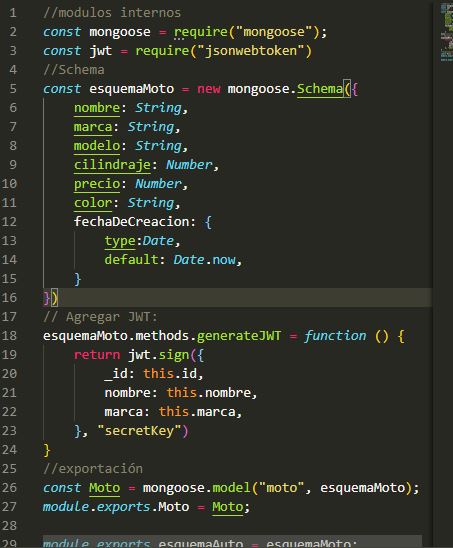 1 //modulos internos
2 const mongoose = require("mongoose");
3 const jwt = require("jsonwebtoken")
4 //Schema
5 const esquemaMoto = new mongoose.Schema({
6     nombre: String,
7     marca: String,
8     modelo: String,
9     cilindraje: Number,
10     precio: Number,
11     color: String,
12     fechaDeCreacion: {
13         type:Date,
14         default: Date.now,
15     }
16 })
17 // Agregar JWT:
18 esquemaMoto.methods.generateJWT = function () {
19     return jwt.sign({
20         _id: this.id,
21         nombre: this.nombre,
22         marca: this.marca,
23     }, "secretKey")
24 }
25 //exportación
26 const Moto = mongoose.model("moto", esquemaMoto);
27 module.exports.Moto = Moto;
28
29 module.exports.esquemaAuto = esquemaMoto;